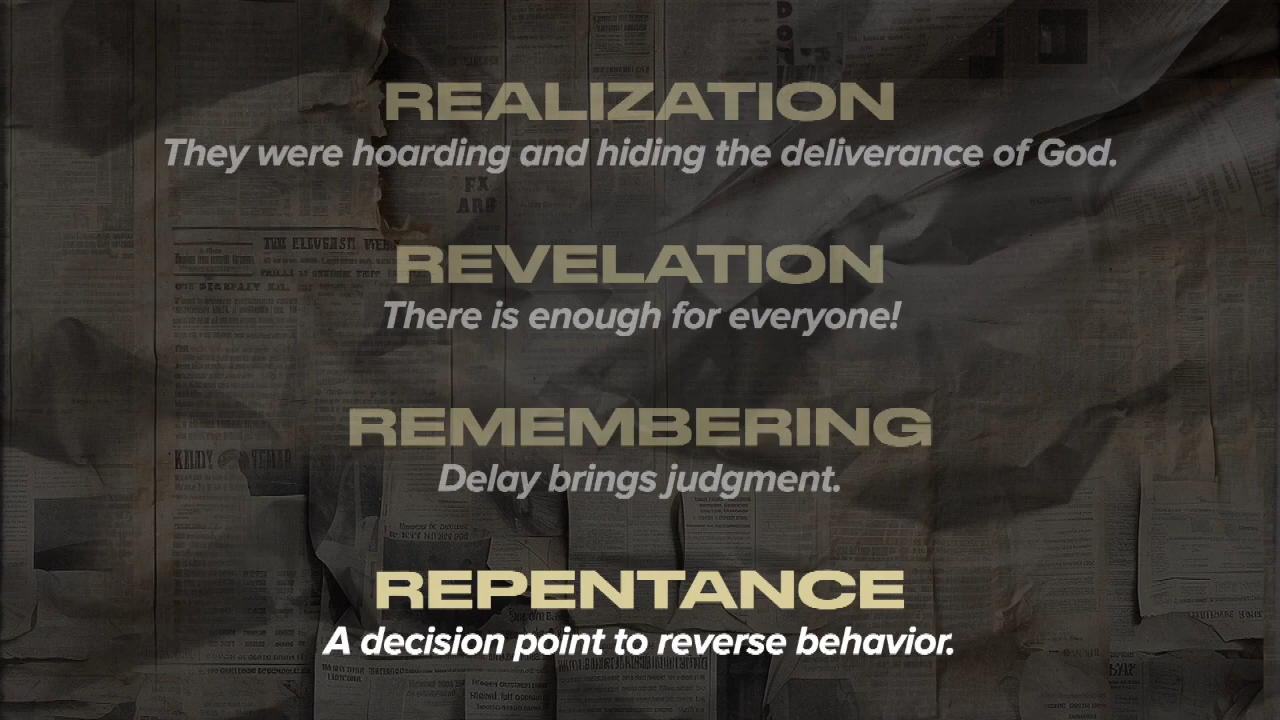 REALIZATION
They were hoarding and hiding the deliverance of God.
REVELATION
There is enough for everyone!
REMEMBERING
Delay brings judgment.
REPENTANCE
A decision point to reverse behavior.